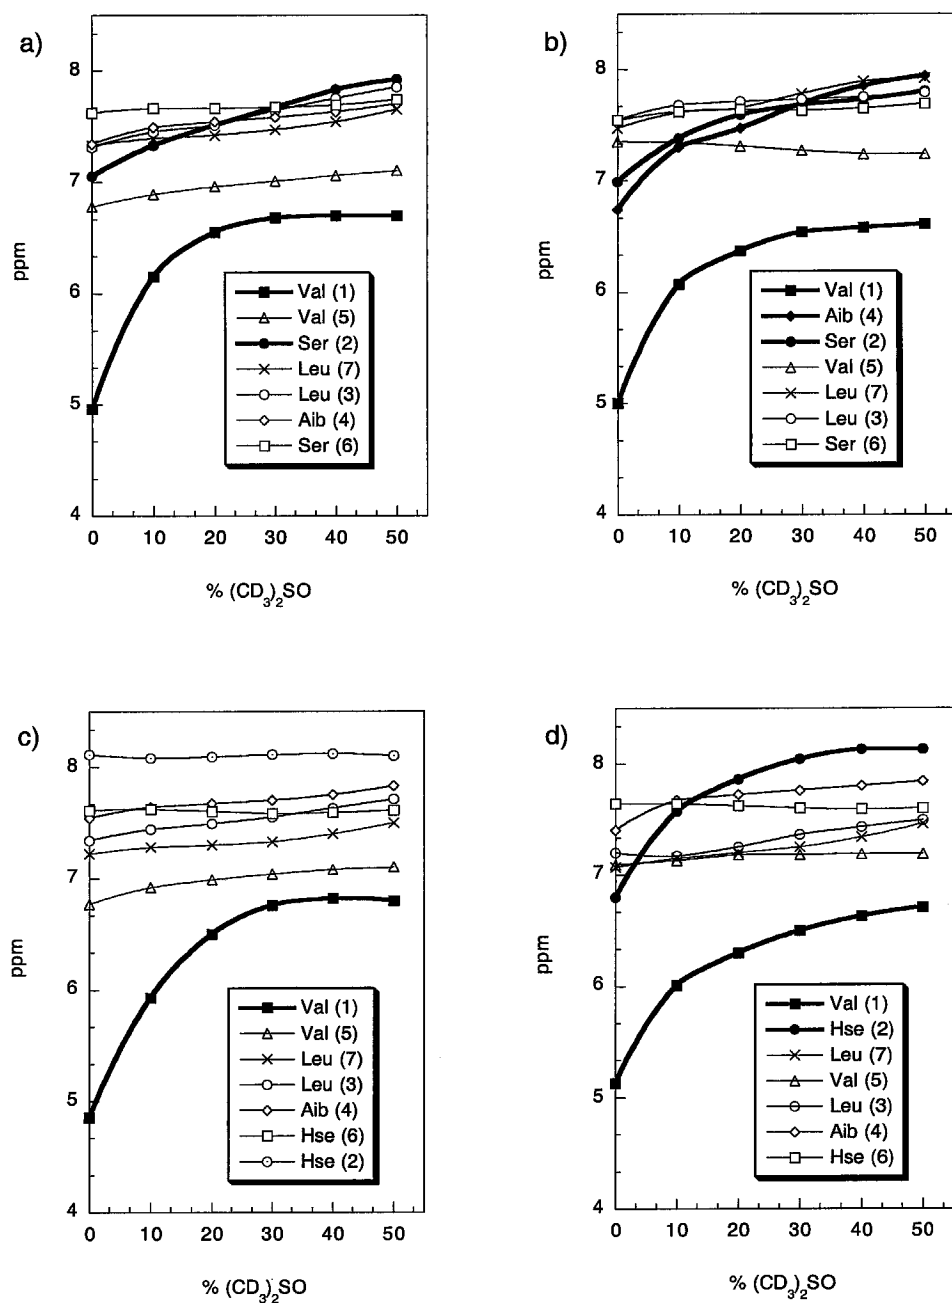 a)
8
7
6
5
4
ppm
Val (1)
Val (5)
Ser (2)
Leu (7)
Leu (3)
Aib (4)
Ser (6)
0 10 20 30 40 50
% (CD3)2SO
b)
8
7
6
5
4
ppm
Val (1)
Aib (4)
Ser (2)
Val (5)
Leu (7)
Leu (3)
Ser (6)
0 10 20 30 40 50
% (CD3)2SO
c)
8
7
6
5
4
ppm
Val (1)
Val (5)
Leu (7)
Leu (3)
Aib (4)
Hse (6)
Hse (2)
0 10 20 30 40 50
% (CD3)2SO
d)
8
7
6
5
4
ppm
Val (1)
Hse (2)
Leu (7)
Val (5)
Leu (3)
Aib (4)
Hse (6)
0 10 20 30 40 50
% (CD3)2SO